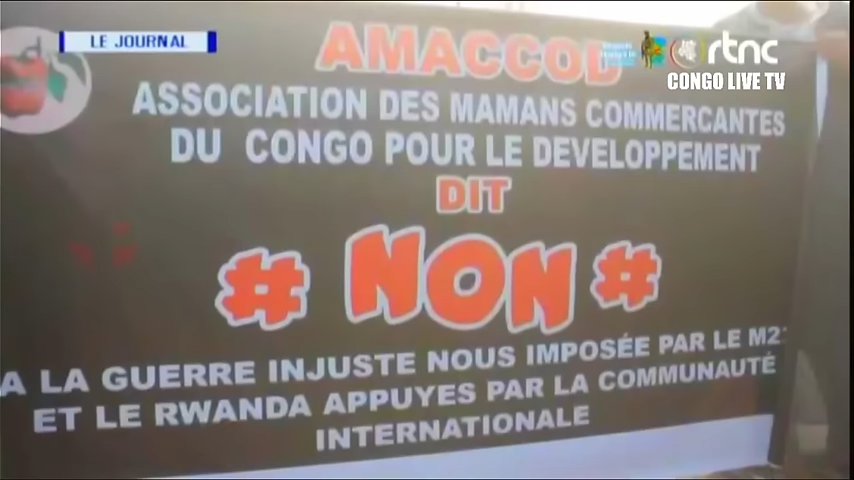 LE JOURNAL
rtnc
CONGO LIVE TV
AMACCOD
ASSOCIATION DES MAMANS COMMERCANTES
DU CONGO POUR LE DEVELOPPEMENT
DIT
# NON #
A LA GUERRE INJUSTE NOUS IMPOSÉE PAR LE M2
ET LE RWANDA APPUYES PAR LA COMMUNAUTÉ
INTERNATIONALE